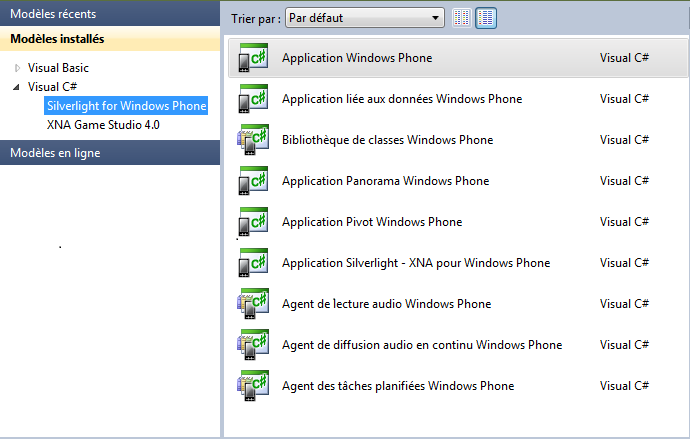 Modèles récents
Modèles installés
Visual Basic
Visual C#
Silverlight for Windows Phone
XNA Game Studio 4.0
Modèles en ligne
Trier par : Par défaut
Application Windows Phone Visual C#
Application liée aux données Windows Phone Visual C#
Bibliothèque de classes Windows Phone Visual C#
Application Panorama Windows Phone Visual C#
Application Pivot Windows Phone Visual C#
Application Silverlight - XNA pour Windows Phone Visual C#
Agent de lecture audio Windows Phone Visual C#
Agent de diffusion audio en continu Windows Phone Visual C#
Agent des tâches planifiées Windows Phone Visual C#